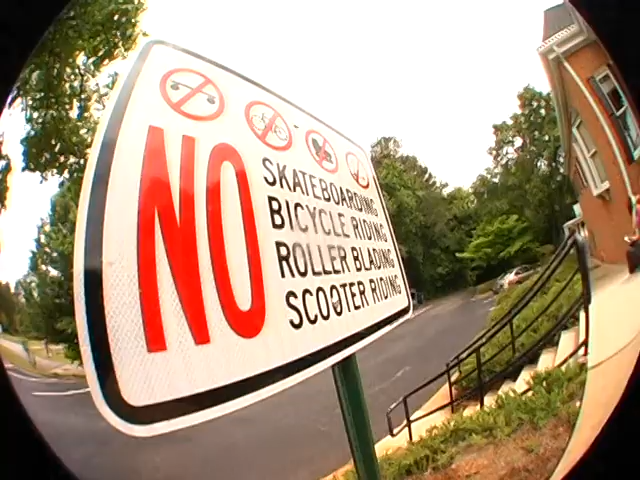 NO
SKATEBOARDING
BICYCLE RIDING
ROLLER BLADING
SCOOTER RIDING